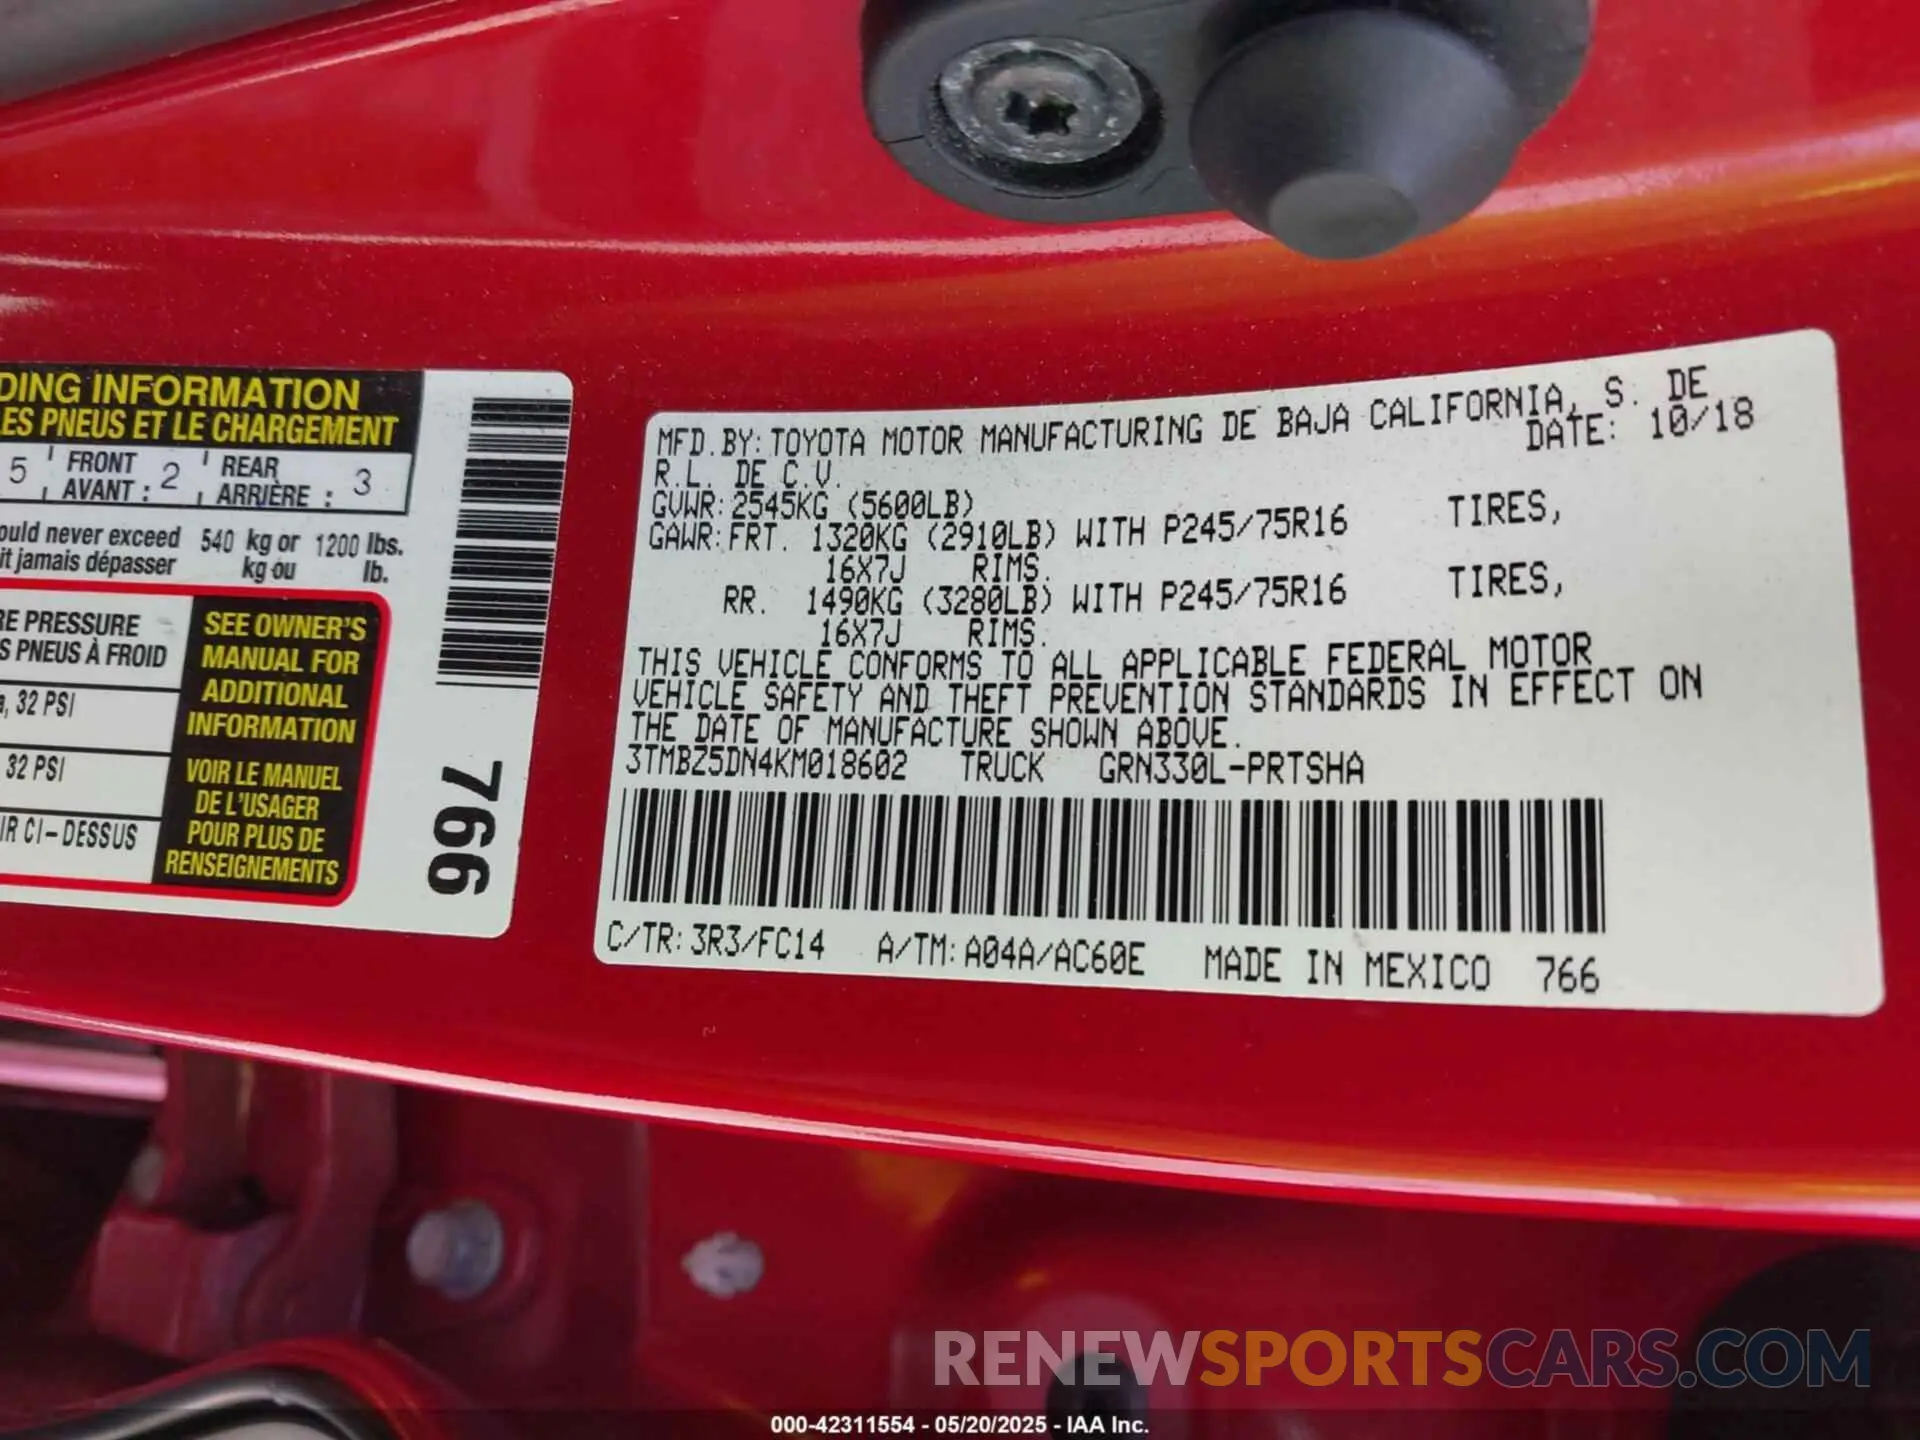 DING INFORMATION
LES PNEUS ET LE CHARGEMENT
5 FRONT AVANT : 2 REAR ARRIÈRE : 3
ould never exceed 540 kg or 1200 lbs.
it jamais dépasser kg ou lb.
RE PRESSURE
S PNEUS À FROID
32 PSI
32 PSI
IR CI-DESSUS
SEE OWNER'S
MANUAL FOR
ADDITIONAL
INFORMATION
VOIR LE MANUEL
DE L'USAGER
POUR PLUS DE
RENSEIGNEMENTS
766
MFD.BY: TOYOTA MOTOR MANUFACTURING DE BAJA CALIFORNIA, S. DE
R.L. DE C.V. DATE: 10/18
GVWR: 2545KG (5600LB)
GAWR: FRT. 1320KG (2910LB) WITH P245/75R16 TIRES,
16X7J RIMS.
RR. 1490KG (3280LB) WITH P245/75R16 TIRES,
16X7J RIMS.
THIS VEHICLE CONFORMS TO ALL APPLICABLE FEDERAL MOTOR
VEHICLE SAFETY AND THEFT PREVENTION STANDARDS IN EFFECT ON
THE DATE OF MANUFACTURE SHOWN ABOVE.
3TMBZ5DN4KM018602 TRUCK GRN330L-PRTSHA
C/TR: 3R3/FC14 A/TM: A04A/AC60E MADE IN MEXICO 766
RENEWSPORTSCARS.COM
000-42311554 - 05/20/2025 - IAA Inc.